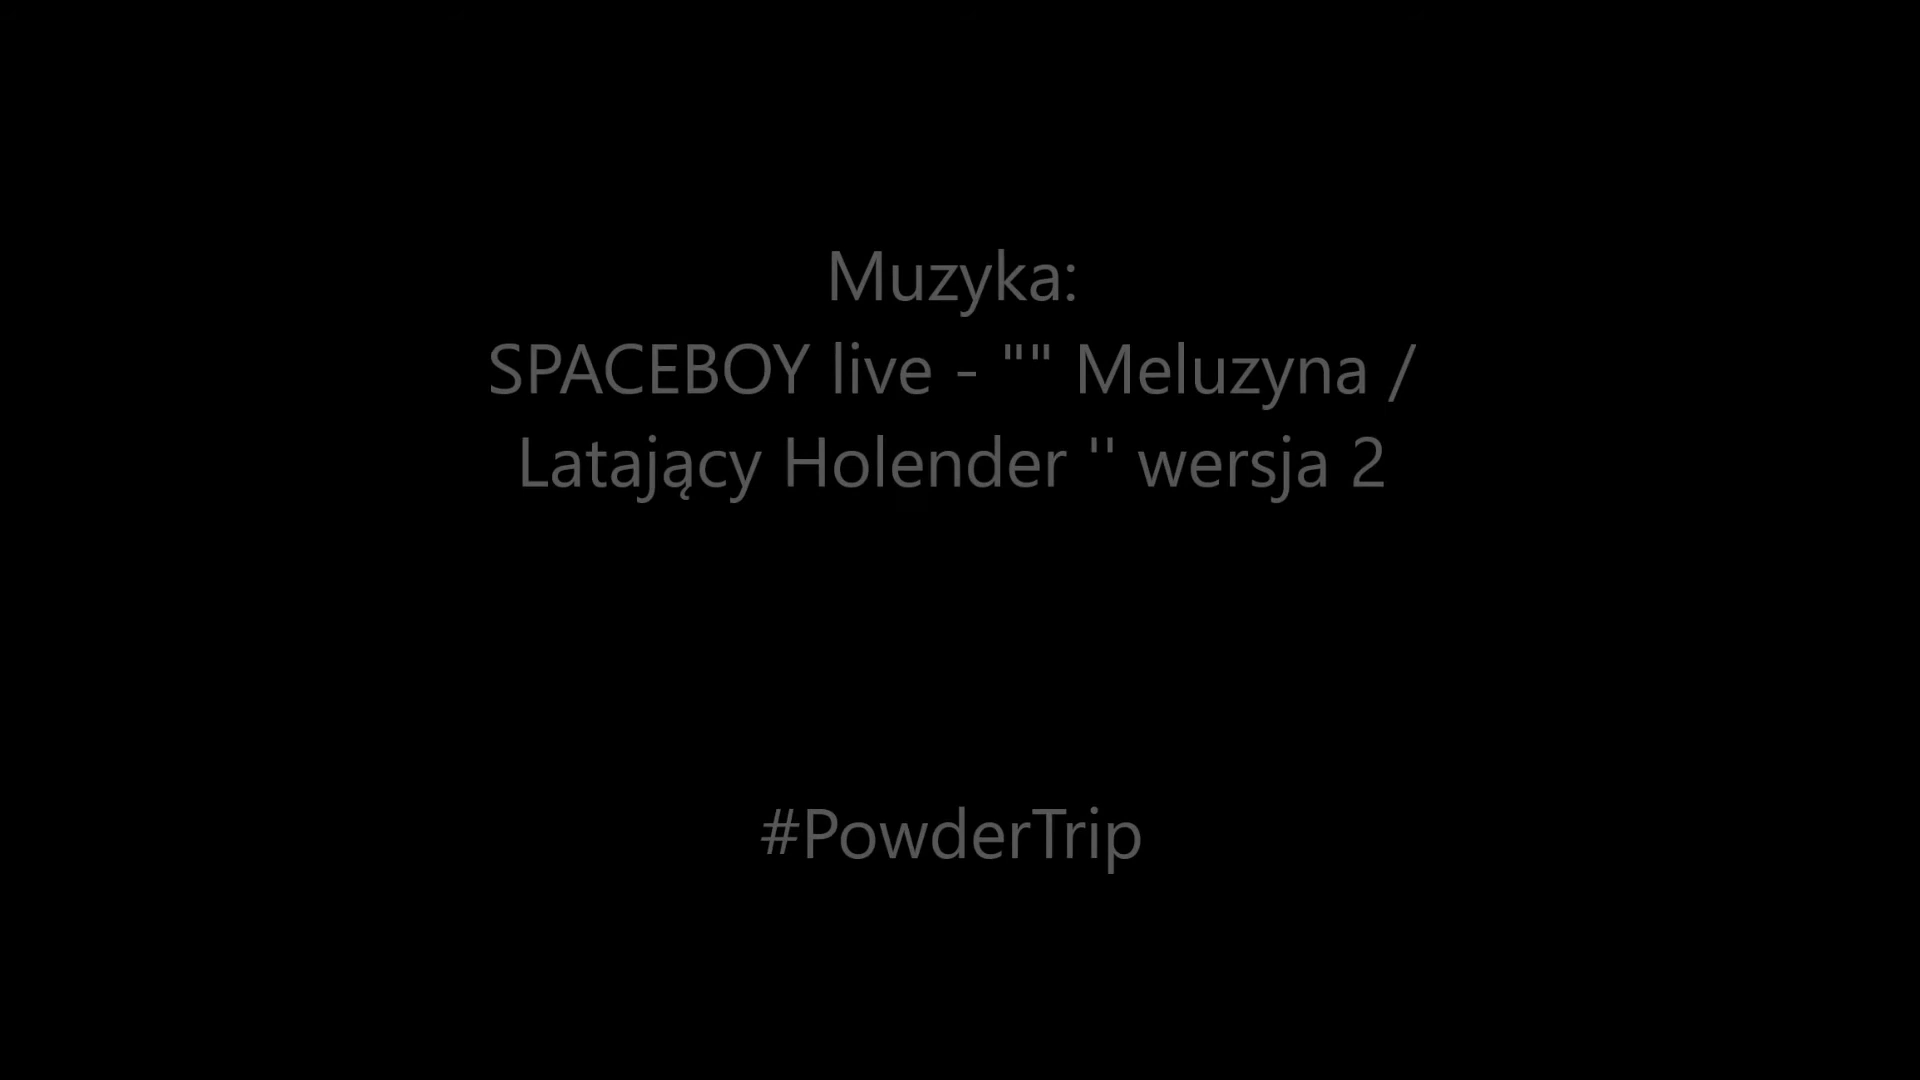 Muzyka:
SPACEBOY live - "" Meluzyna /
Latający Holender '' wersja 2
#PowderTrip